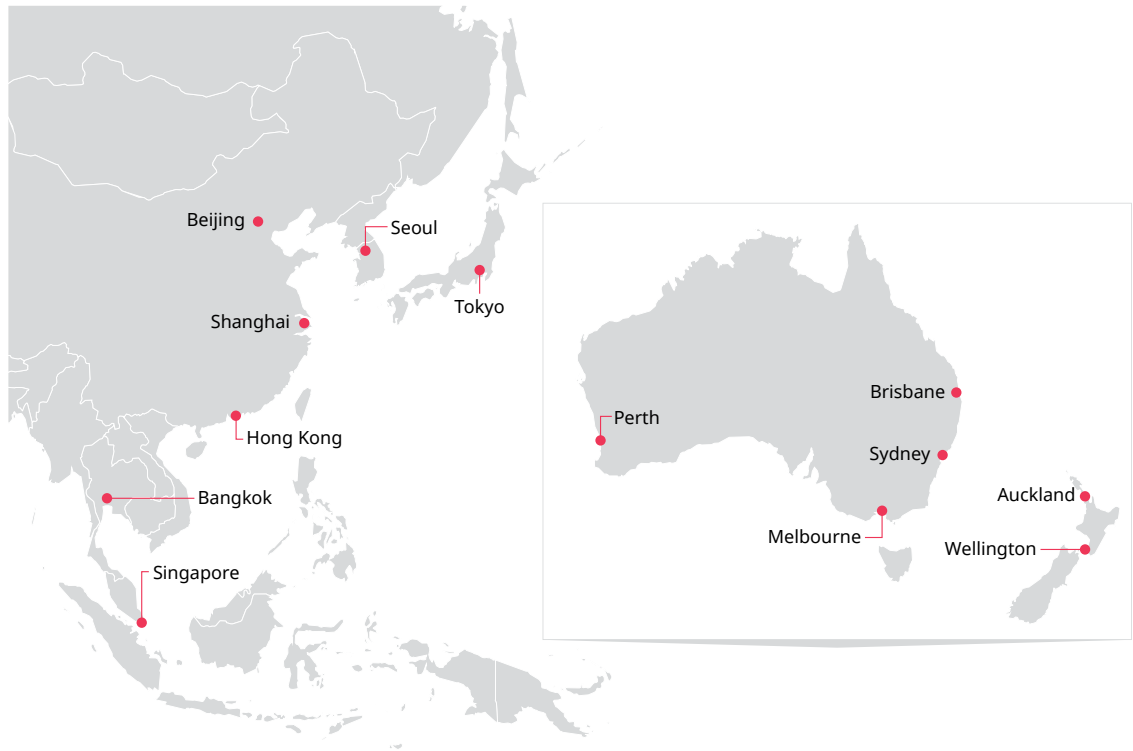 Beijing
Seoul
Tokyo
Shanghai
Hong Kong
Bangkok
Singapore
Brisbane
Perth
Sydney
Auckland
Melbourne
Wellington